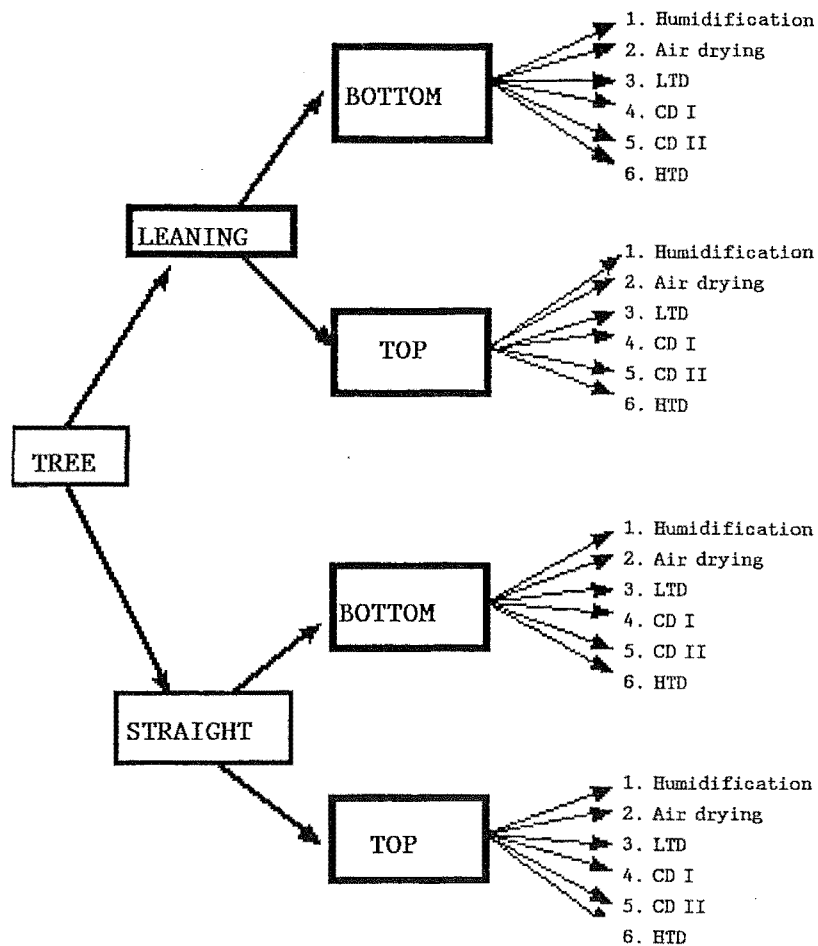 1. Humidification
2. Air drying
3. LTD
4. CD I
5. CD II
6. HTD
BOTTOM
LEANING
1. Humidification
2. Air drying
3. LTD
4. CD I
5. CD II
6. HTD
TOP
TREE
1. Humidification
2. Air drying
3. LTD
4. CD I
5. CD II
6. HTD
BOTTOM
STRAIGHT
1. Humidification
2. Air drying
3. LTD
4. CD I
5. CD II
6. HTD
TOP